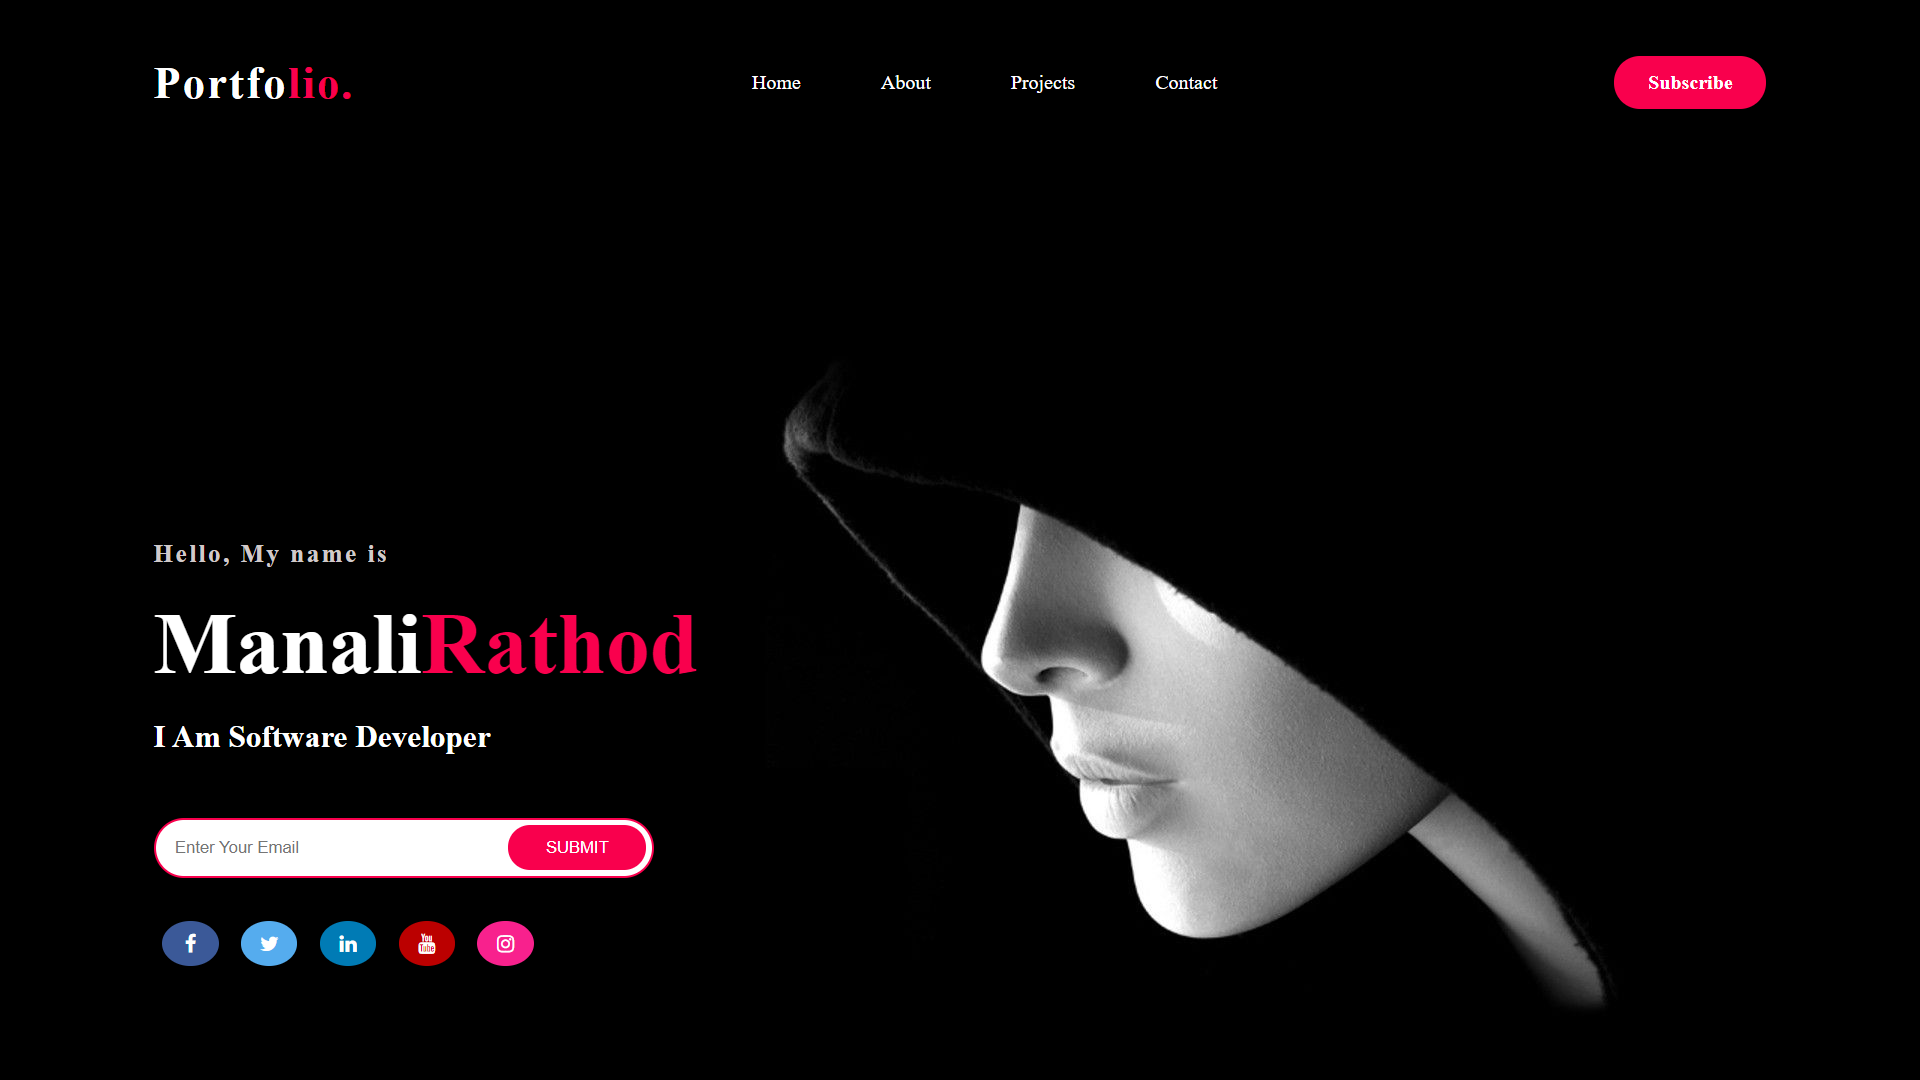 Portfolio.
Home About Projects Contact
Subscribe
Hello, My name is
ManaliRathod
I Am Software Developer
Enter Your Email
SUBMIT
f in You Tube